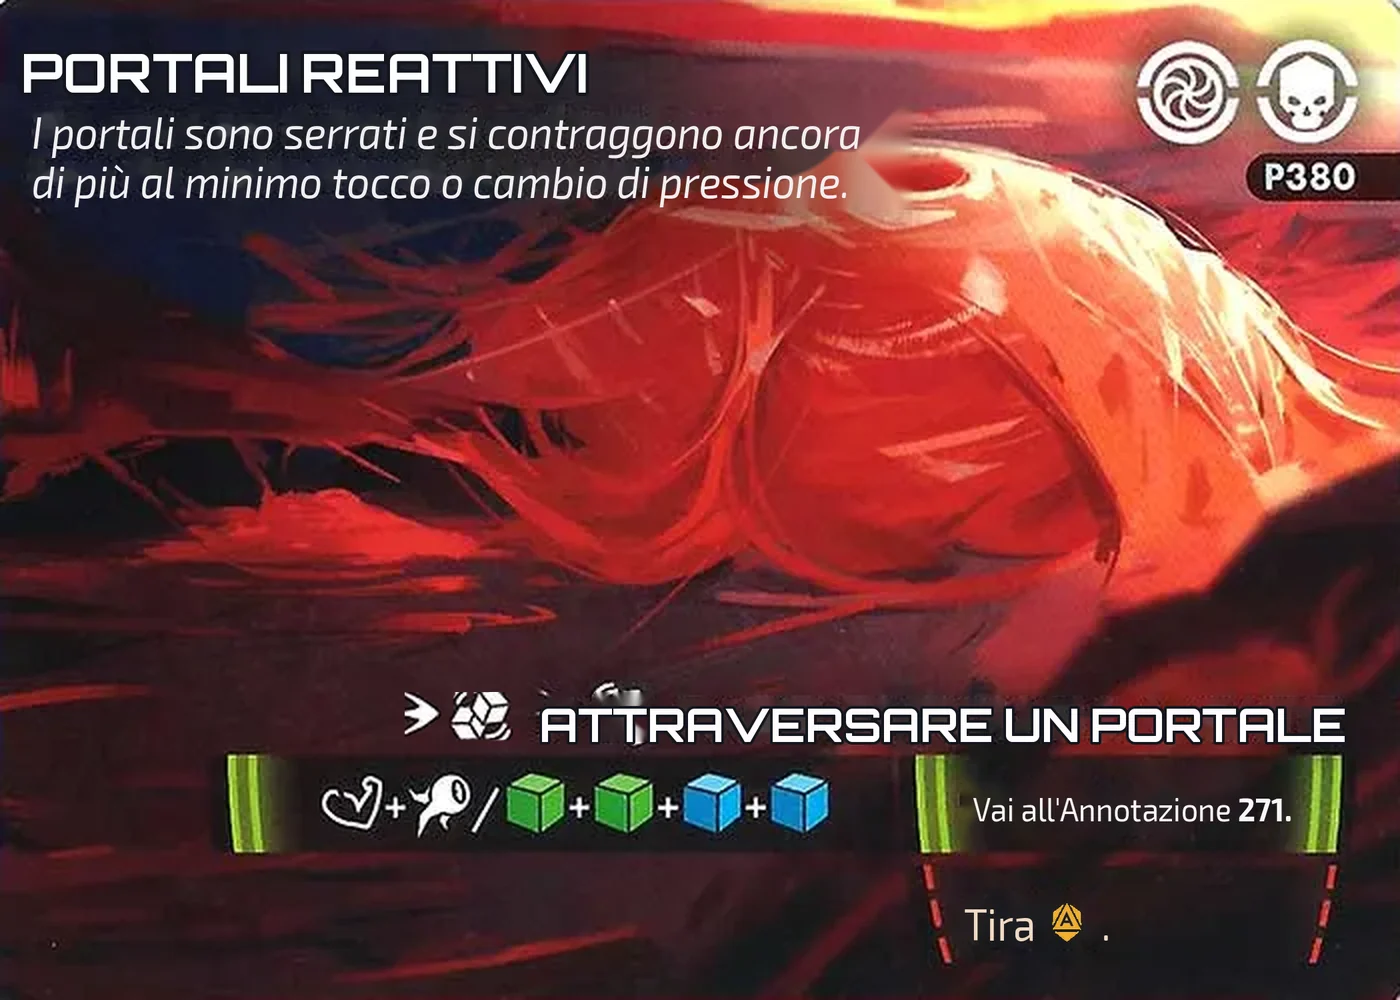 PORTALI REATTIVI
I portali sono serrati e si contraggono ancora
di più al minimo tocco o cambio di pressione.
P380
ATTRAVERSARE UN PORTALE
Vai all'Annotazione 271.
Tira A .